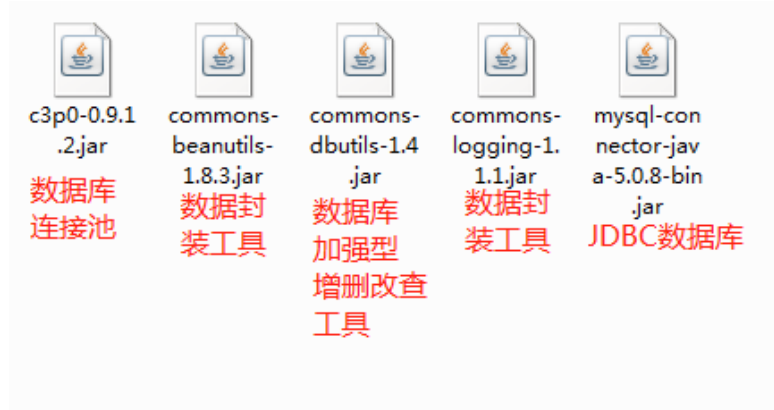 c3p0-0.9.1
.2.jar
数据库
连接池
commons-
beanutils-
1.8.3.jar
数据封
装工具
commons-
dbutils-1.4
.jar
数据库
加强型
增删改查
工具
commons-
logging-1.
1.1.jar
数据封
装工具
mysql-con
nector-jav
a-5.0.8-bin
.jar
JDBC数据库